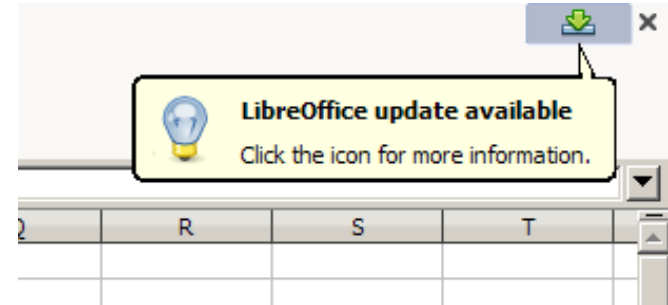 LibreOffice update available
Click the icon for more information.
Q R S T